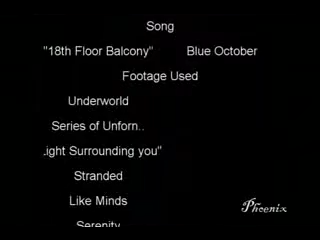 Song
"18th Floor Balcony" Blue October
Footage Used
Underworld
Series of Unforn..
.ight Surrounding you"
Stranded
Like Minds
Serenity
Phoenix